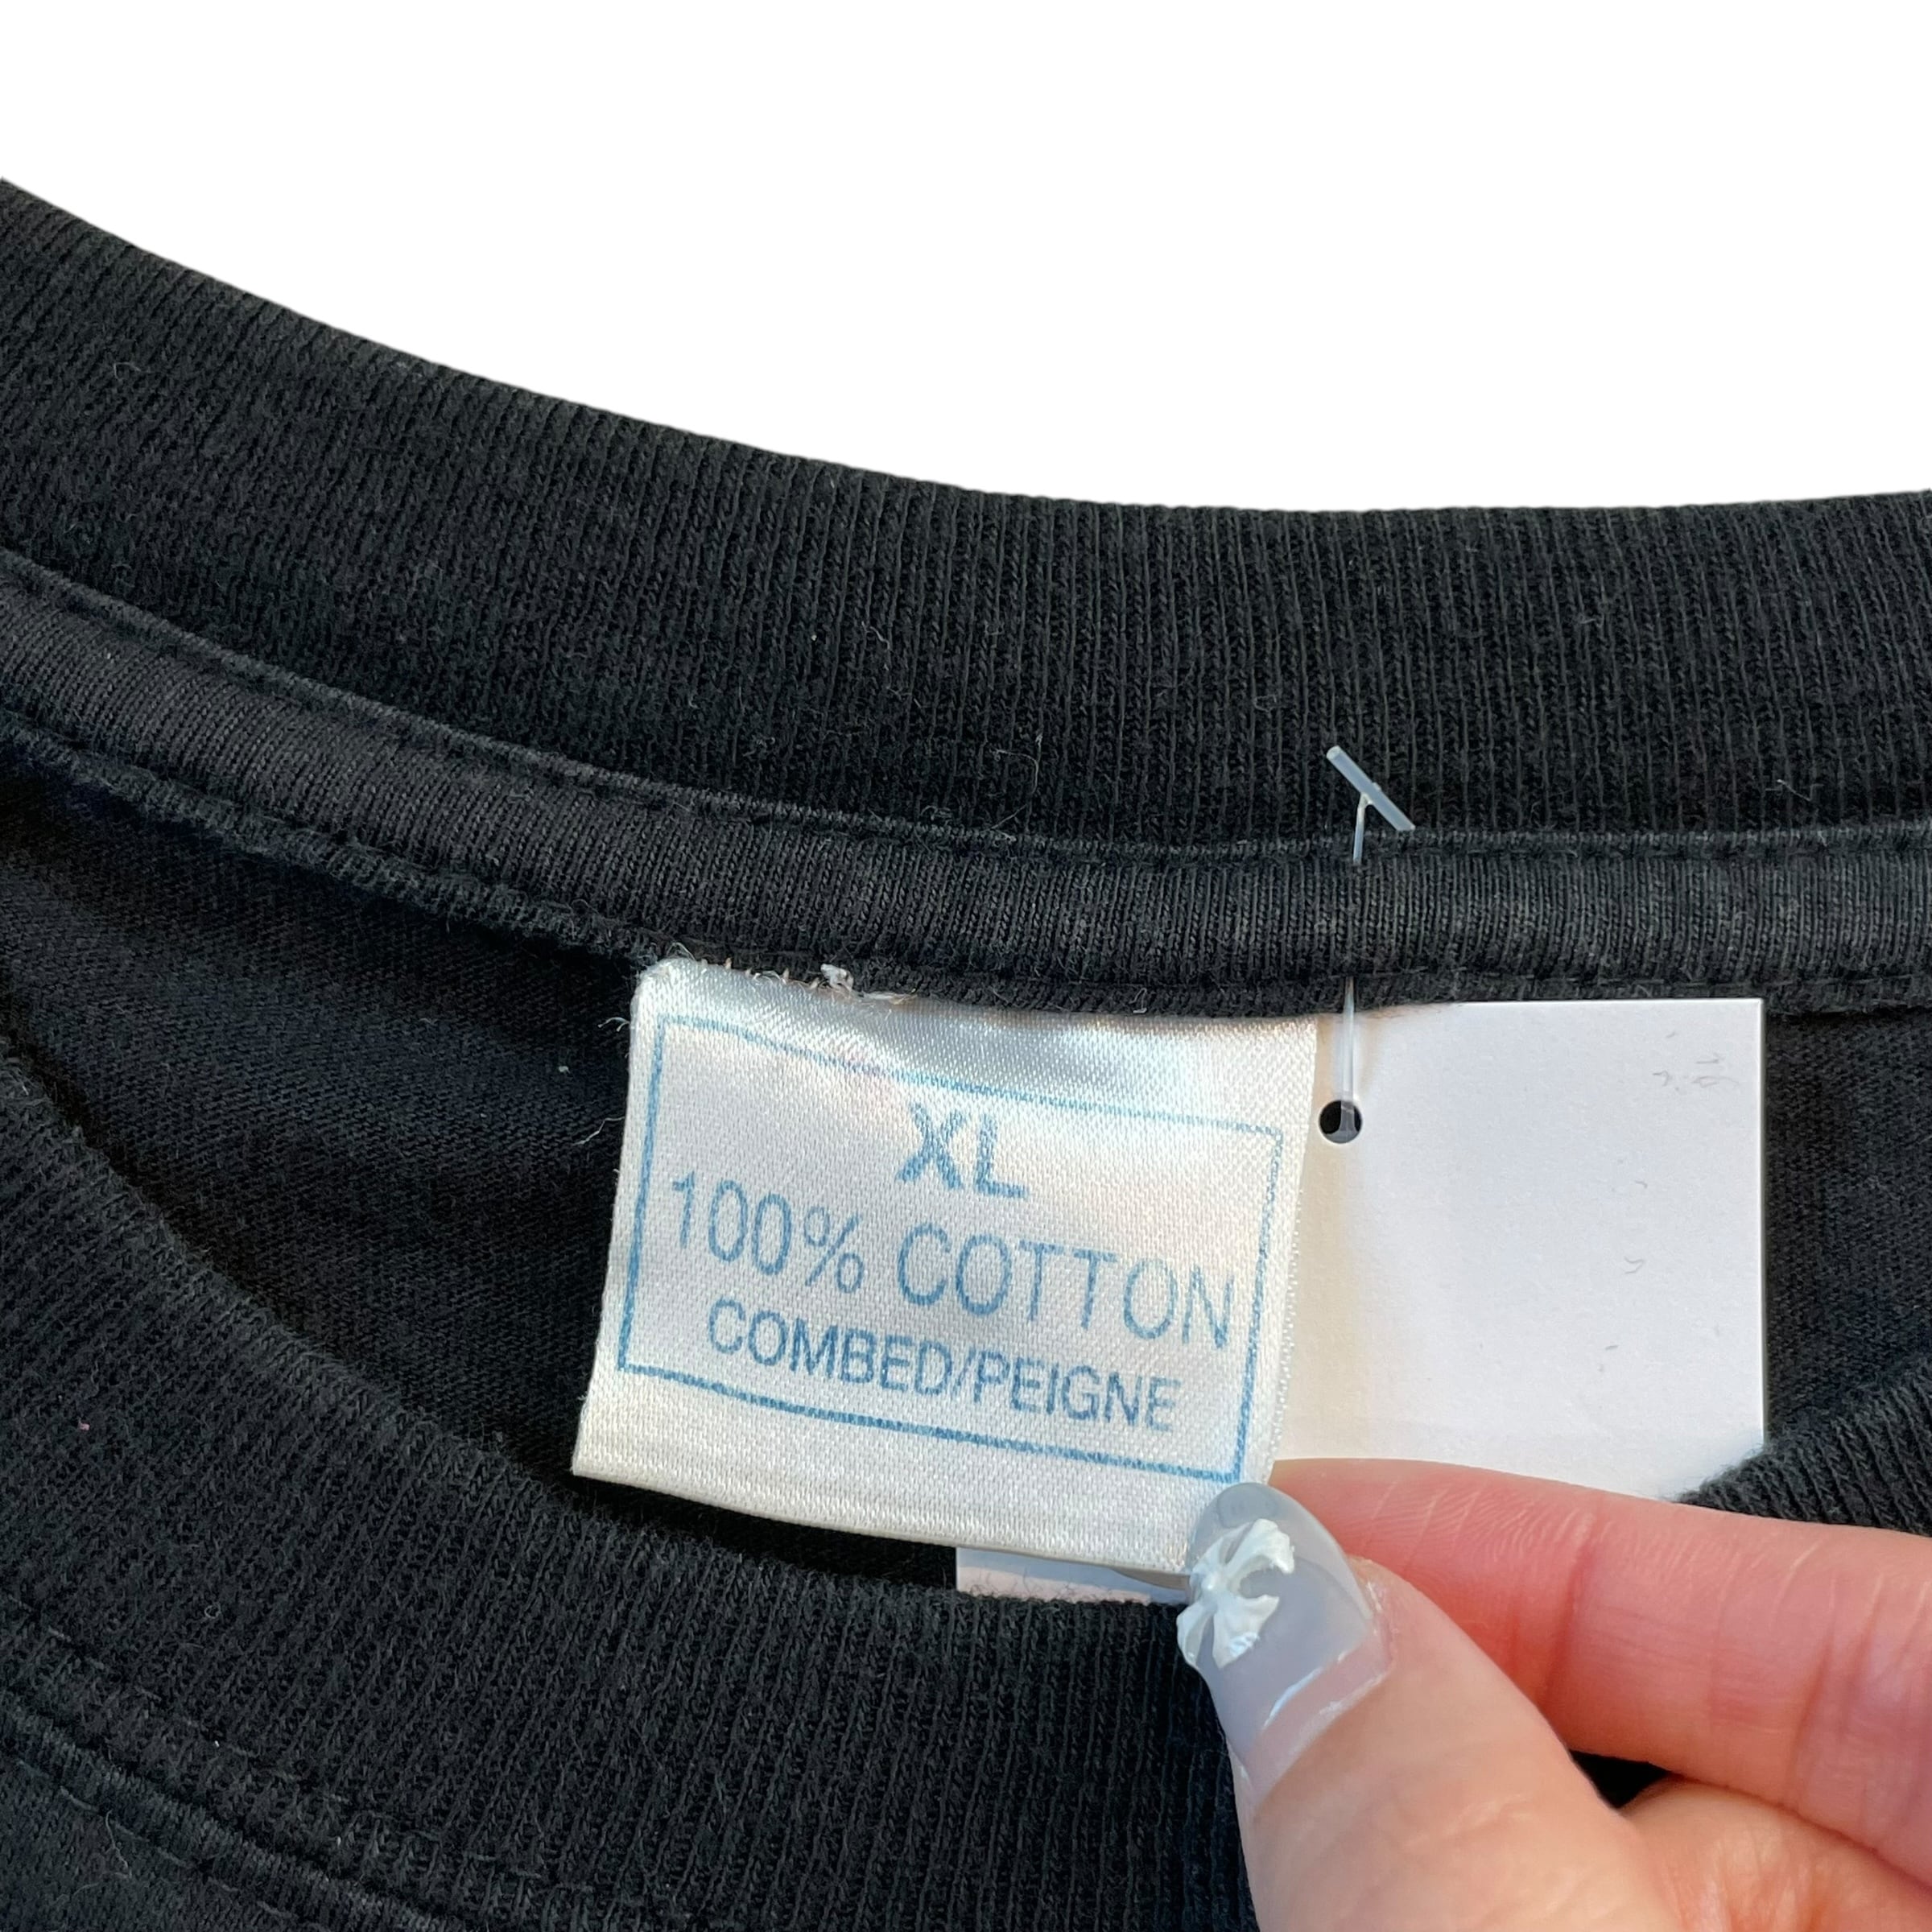 XL
100% COTTON
COMBED/PEIGNE